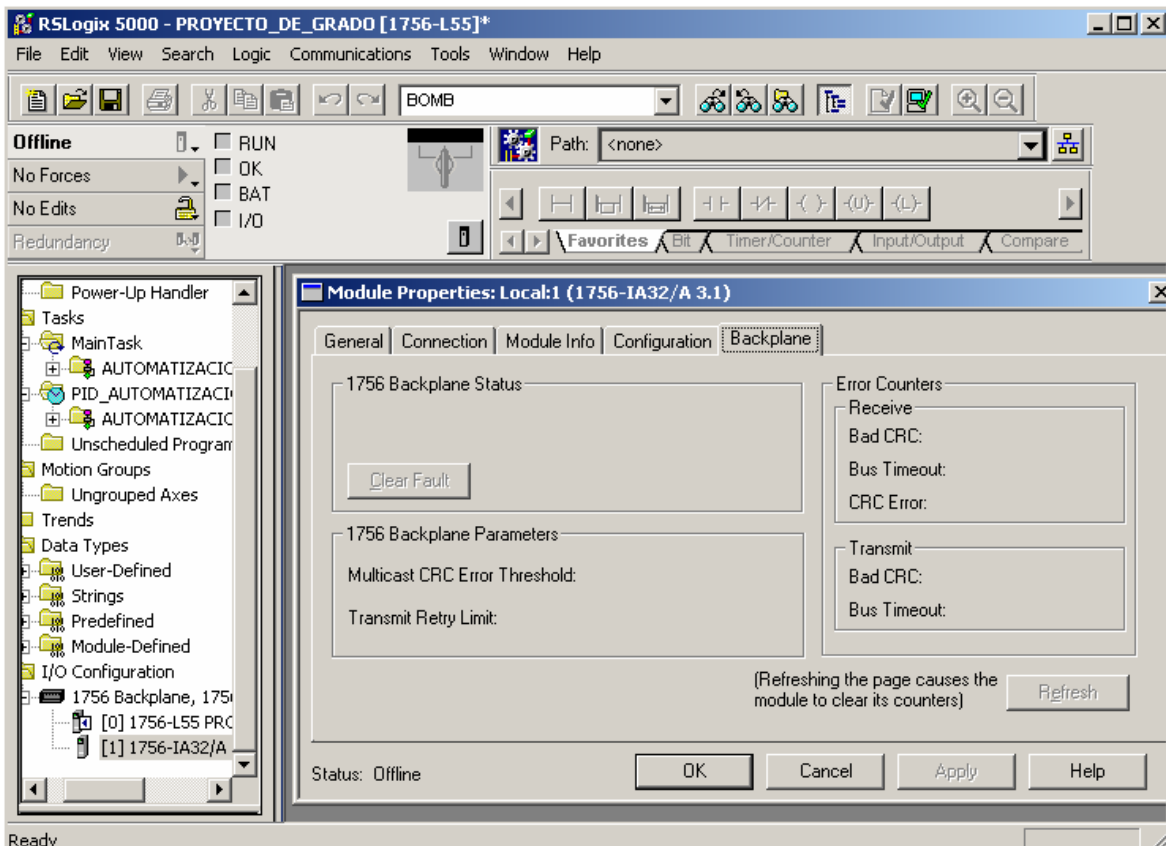 RSLogix 5000 - PROYECTO_DE_GRADO [1756-L55]*
File Edit View Search Logic Communications Tools Window Help
BOMB
Offline
RUN
Path: <none>
No Forces
OK
No Edits
BAT
Redundancy
I/O
Favorites Bit Timer/Counter Input/Output Compare
Power-Up Handler
Tasks
MainTask
AUTOMATIZACIO
PID_AUTOMATIZACI
AUTOMATIZACIO
Unscheduled Program
Motion Groups
Ungrouped Axes
Trends
Data Types
User-Defined
Strings
Predefined
Module-Defined
I/O Configuration
1756 Backplane, 175
[0] 1756-L55 PRO
[1] 1756-IA32/A
Module Properties: Local:1 (1756-IA32/A 3.1)
General Connection Module Info Configuration Backplane
1756 Backplane Status
Clear Fault
1756 Backplane Parameters
Multicast CRC Error Threshold:
Transmit Retry Limit:
Error Counters
Receive
Bad CRC:
Bus Timeout:
CRC Error:
Transmit
Bad CRC:
Bus Timeout:
(Refreshing the page causes the
module to clear its counters)
Refresh
Status: Offline
OK Cancel Apply Help
Ready